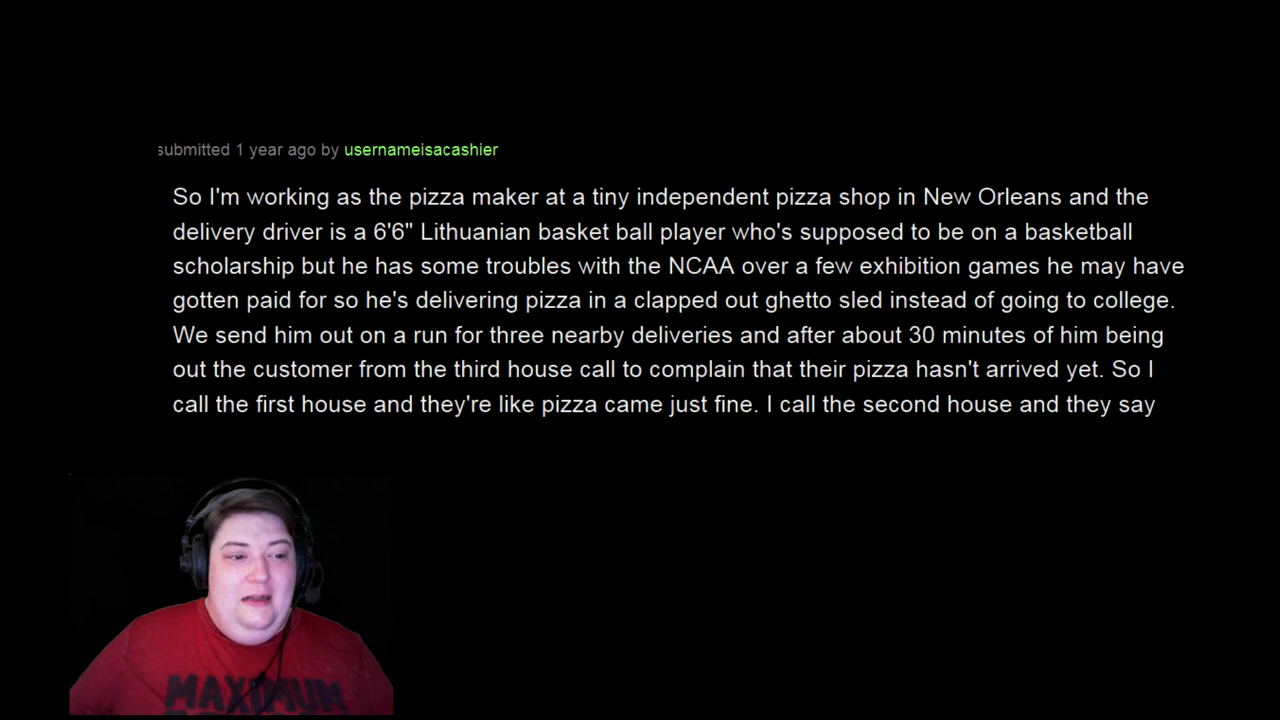 submitted 1 year ago by usernameisacashier
So I'm working as the pizza maker at a tiny independent pizza shop in New Orleans and the
delivery driver is a 6'6" Lithuanian basket ball player who's supposed to be on a basketball
scholarship but he has some troubles with the NCAA over a few exhibition games he may have
gotten paid for so he's delivering pizza in a clapped out ghetto sled instead of going to college.
We send him out on a run for three nearby deliveries and after about 30 minutes of him being
out the customer from the third house call to complain that their pizza hasn't arrived yet. So I
call the first house and they're like pizza came just fine. I call the second house and they say
MAXIMUM